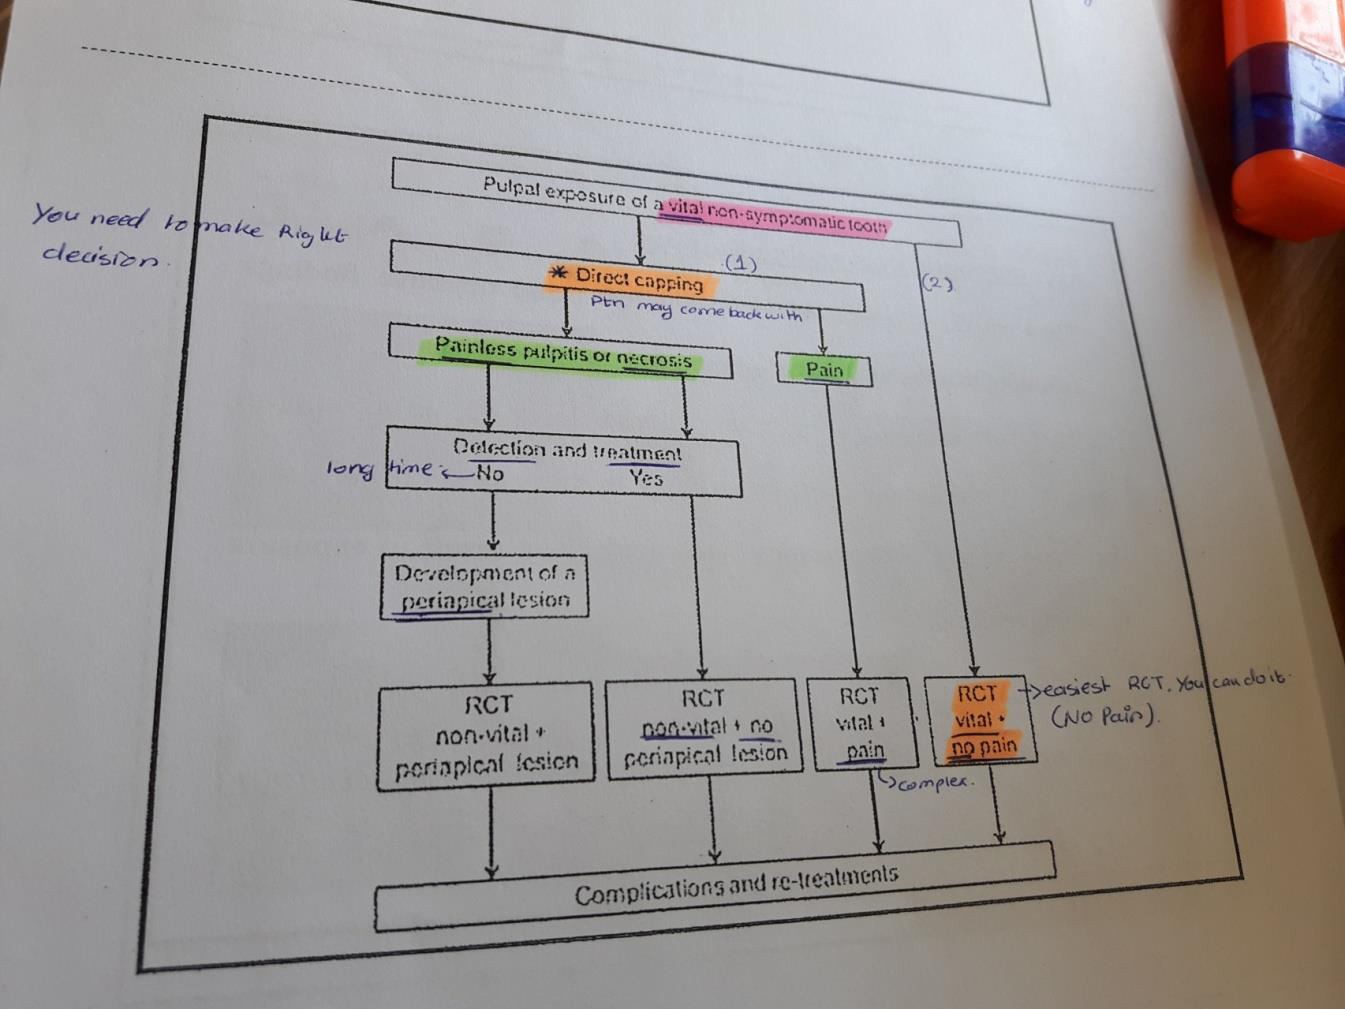 Pulpal exposure of a vital non-symptomatic tooth
You need to make Right
decision.
(1)
(2)
* Direct capping
Ptn may come back with
Painless pulpitis or necrosis
Pain
Detection and treatment
long time No Yes
Development of a
periapical lesion
RCT
non-vital +
periapical lesion
RCT
non-vital + no
periapical lesion
RCT
vital +
pain
complex.
RCT
vital +
no pain
easiest RCT. You can do it.
(No Pain).
Complications and re-treatments